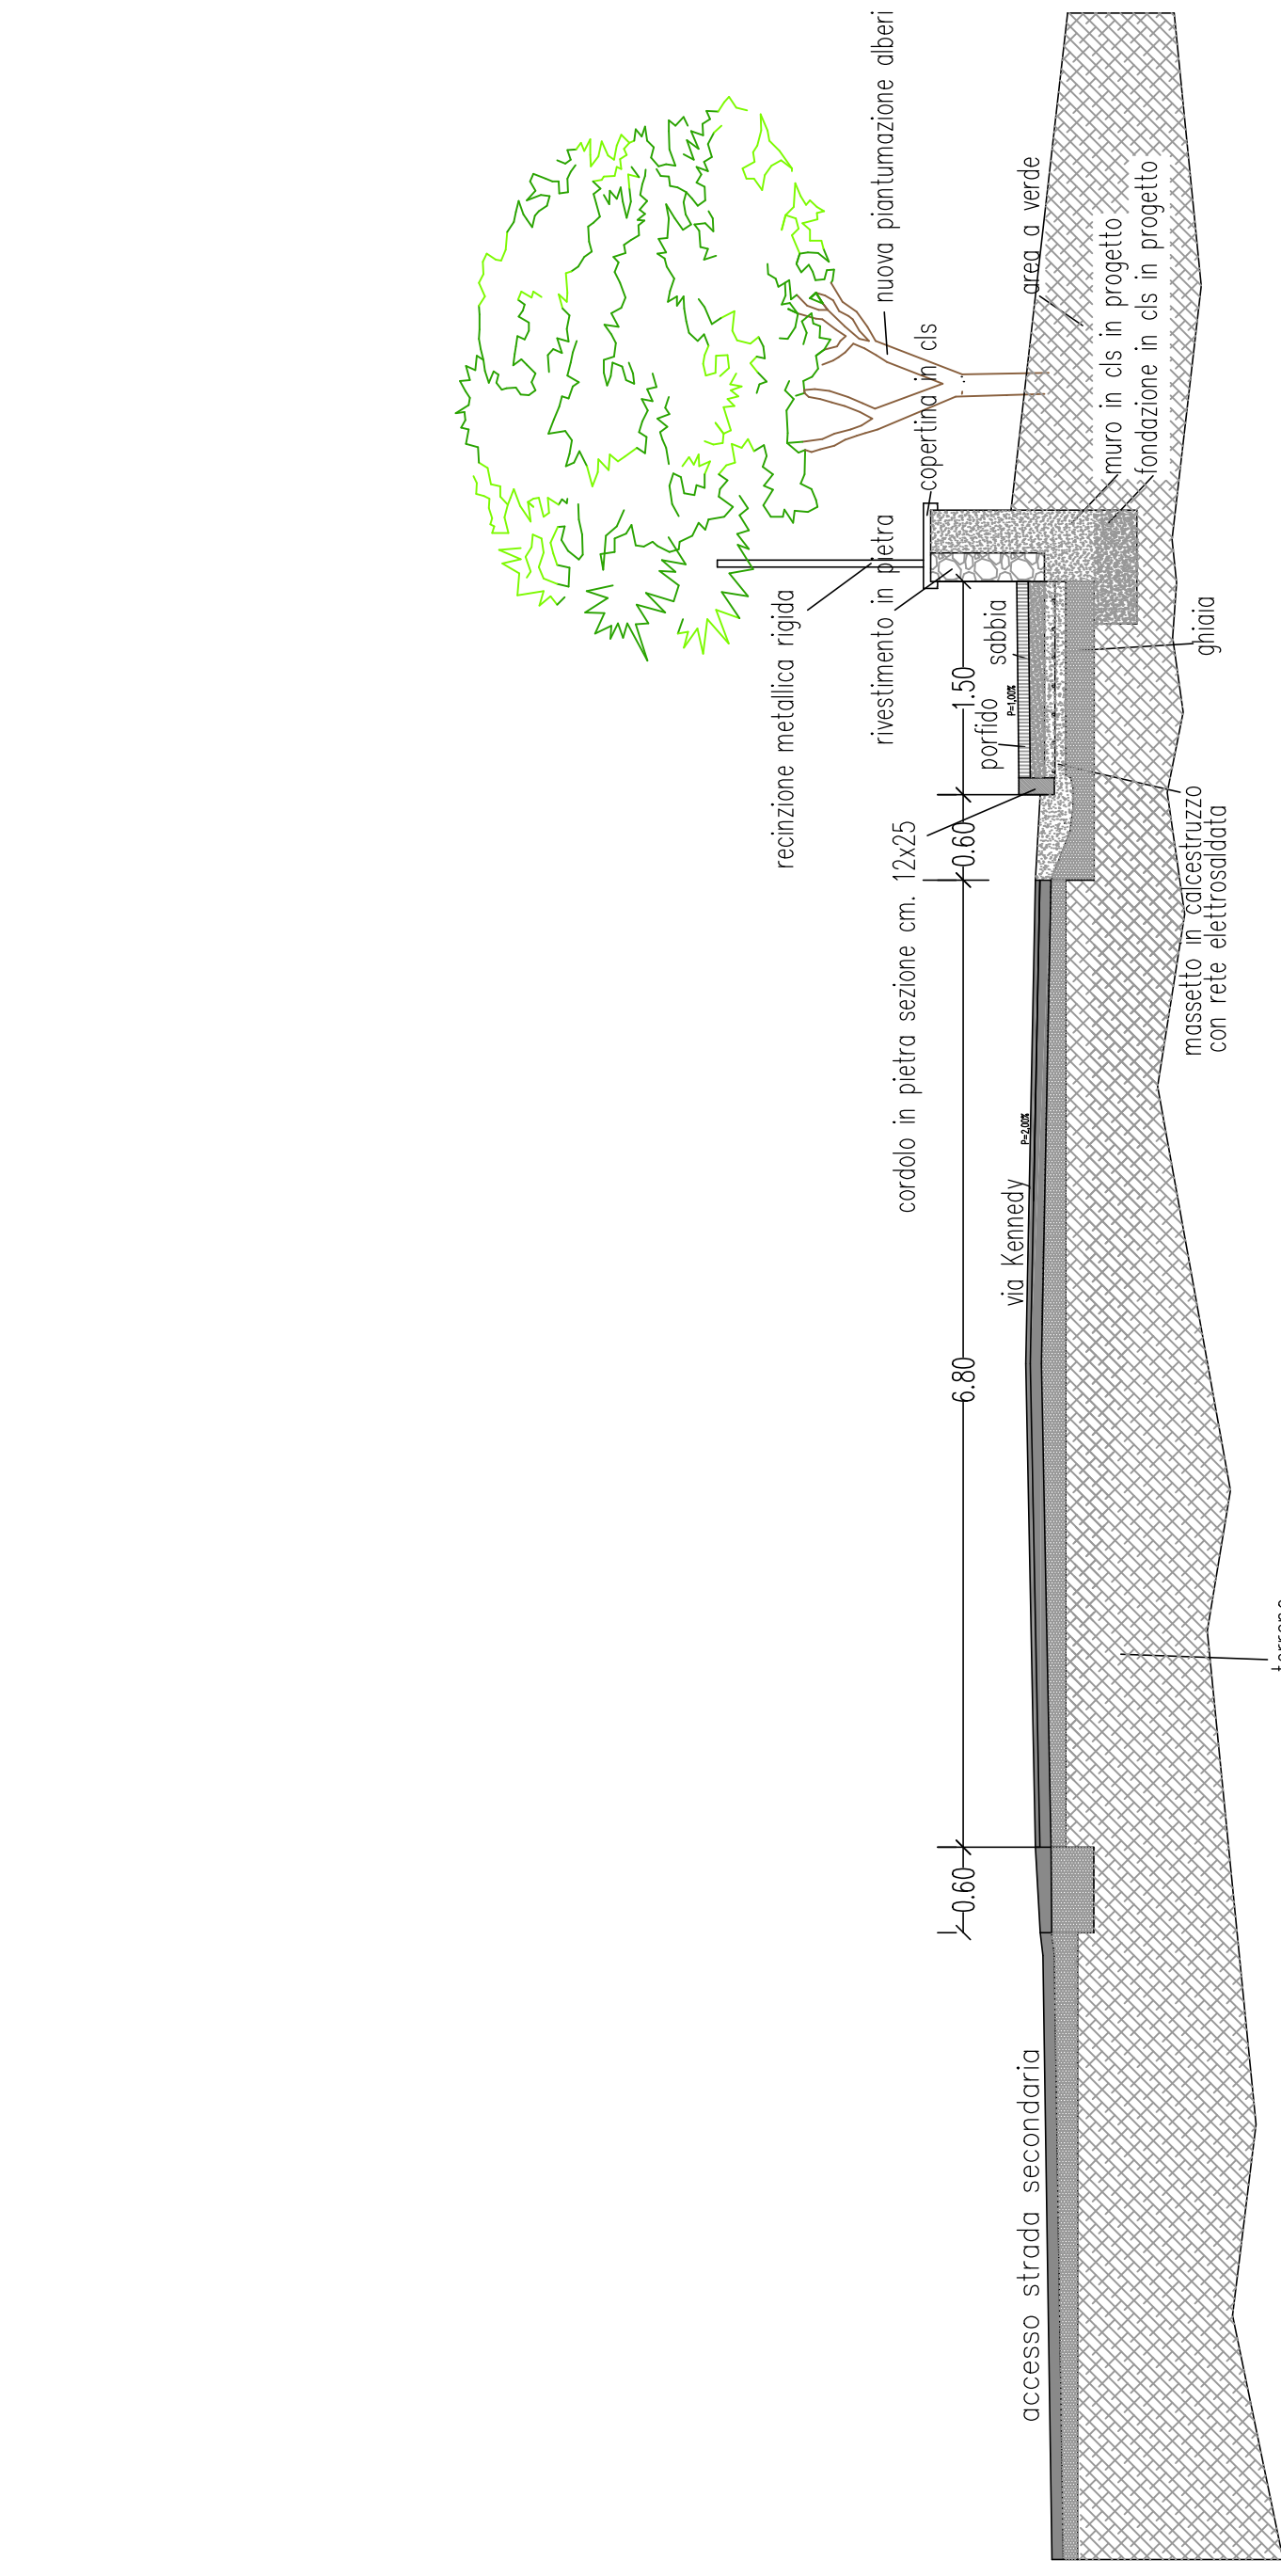 accesso strada secondaria
0.60
6.80
via Kennedy
P=2,00%
cordolo in pietra sezione cm. 12x25
0.60
1.50
recinzione metallica rigida
rivestimento in pietra
porfido
sabbia
P=1,00%
copertina in cls
nuova piantumazione alberi
area a verde
muro in cls in progetto
fondazione in cls in progetto
ghiaia
massetto in calcestruzzo
con rete elettrosaldata